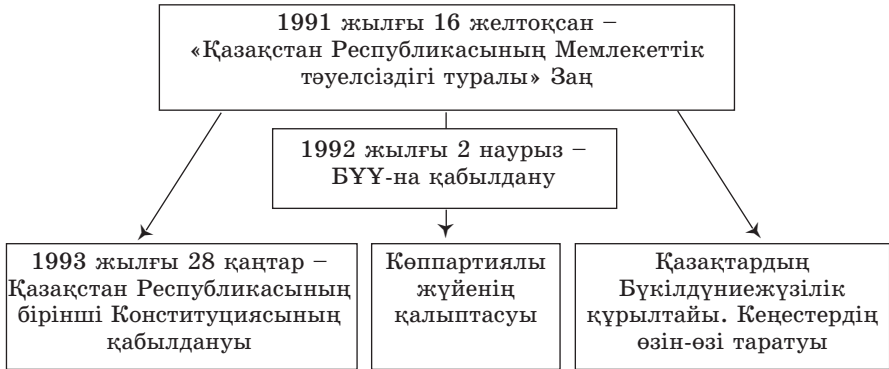 1991 жылғы 16 желтоқсан –
«Қазақстан Республикасының Мемлекеттік
тәуелсіздігі туралы» Заң
1992 жылғы 2 наурыз –
БҰҰ-на қабылдану
1993 жылғы 28 қаңтар –
Қазақстан Республикасының
бірінші Конституциясының
қабылдануы
Көппартиялы
жүйенің
қалыптасуы
Қазақтардың
Бүкілдүниежүзілік
құрылтайы. Кеңестердің
өзін-өзі таратуы